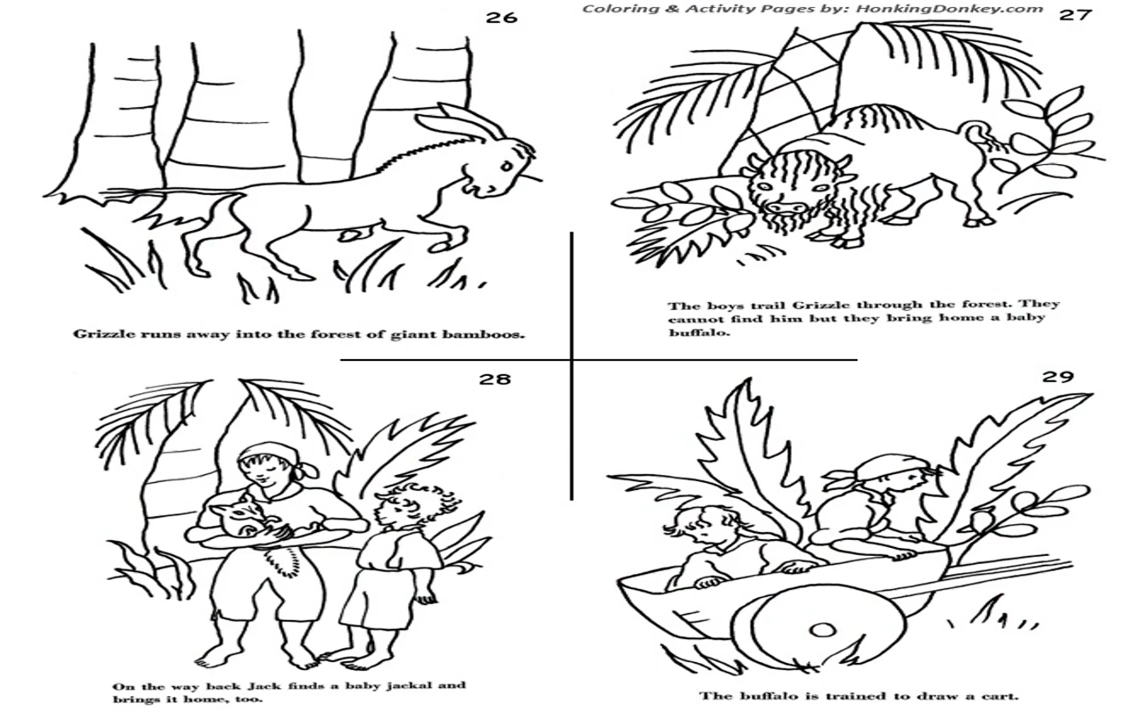 26
Coloring & Activity Pages by: HonkingDonkey.com
27
Grizzle runs away into the forest of giant bamboos.
The boys trail Grizzle through the forest. They
cannot find him but they bring home a baby
buffalo.
28
29
On the way back Jack finds a baby jackal and
brings it home, too.
The buffalo is trained to draw a cart.